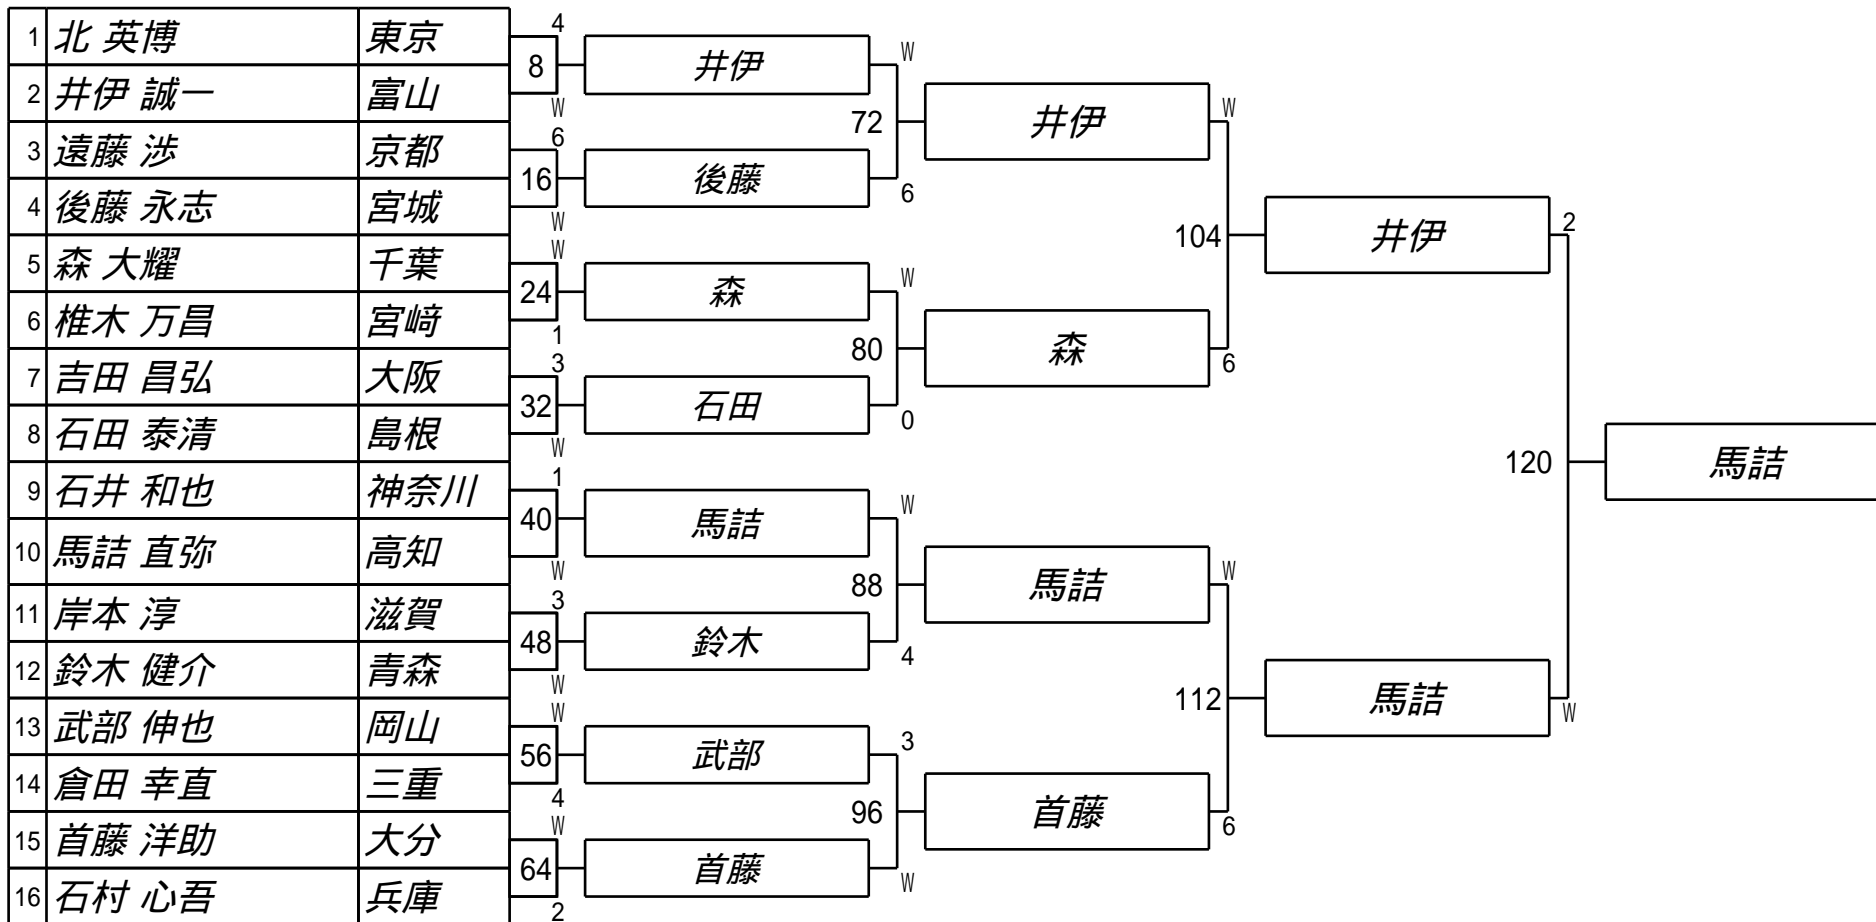 1 北 英博 東京
2 井伊 誠一 富山
3 遠藤 渉 京都
4 後藤 永志 宮城
5 森 大耀 千葉
6 椎木 万昌 宮﨑
7 吉田 昌弘 大阪
8 石田 泰清 島根
9 石井 和也 神奈川
10 馬詰 直弥 高知
11 岸本 淳 滋賀
12 鈴木 健介 青森
13 武部 伸也 岡山
14 倉田 幸直 三重
15 首藤 洋助 大分
16 石村 心吾 兵庫
4
8
W
6
16
W
W
24
1
3
32
W
1
40
W
3
48
W
W
56
4
W
64
2
井伊 W
72
後藤 6
森 W
80
石田 0
馬詰 W
88
鈴木 4
武部 3
96
首藤 W
井伊 W
104
森 6
馬詰 W
112
首藤 6
井伊 2
120
馬詰 W
馬詰